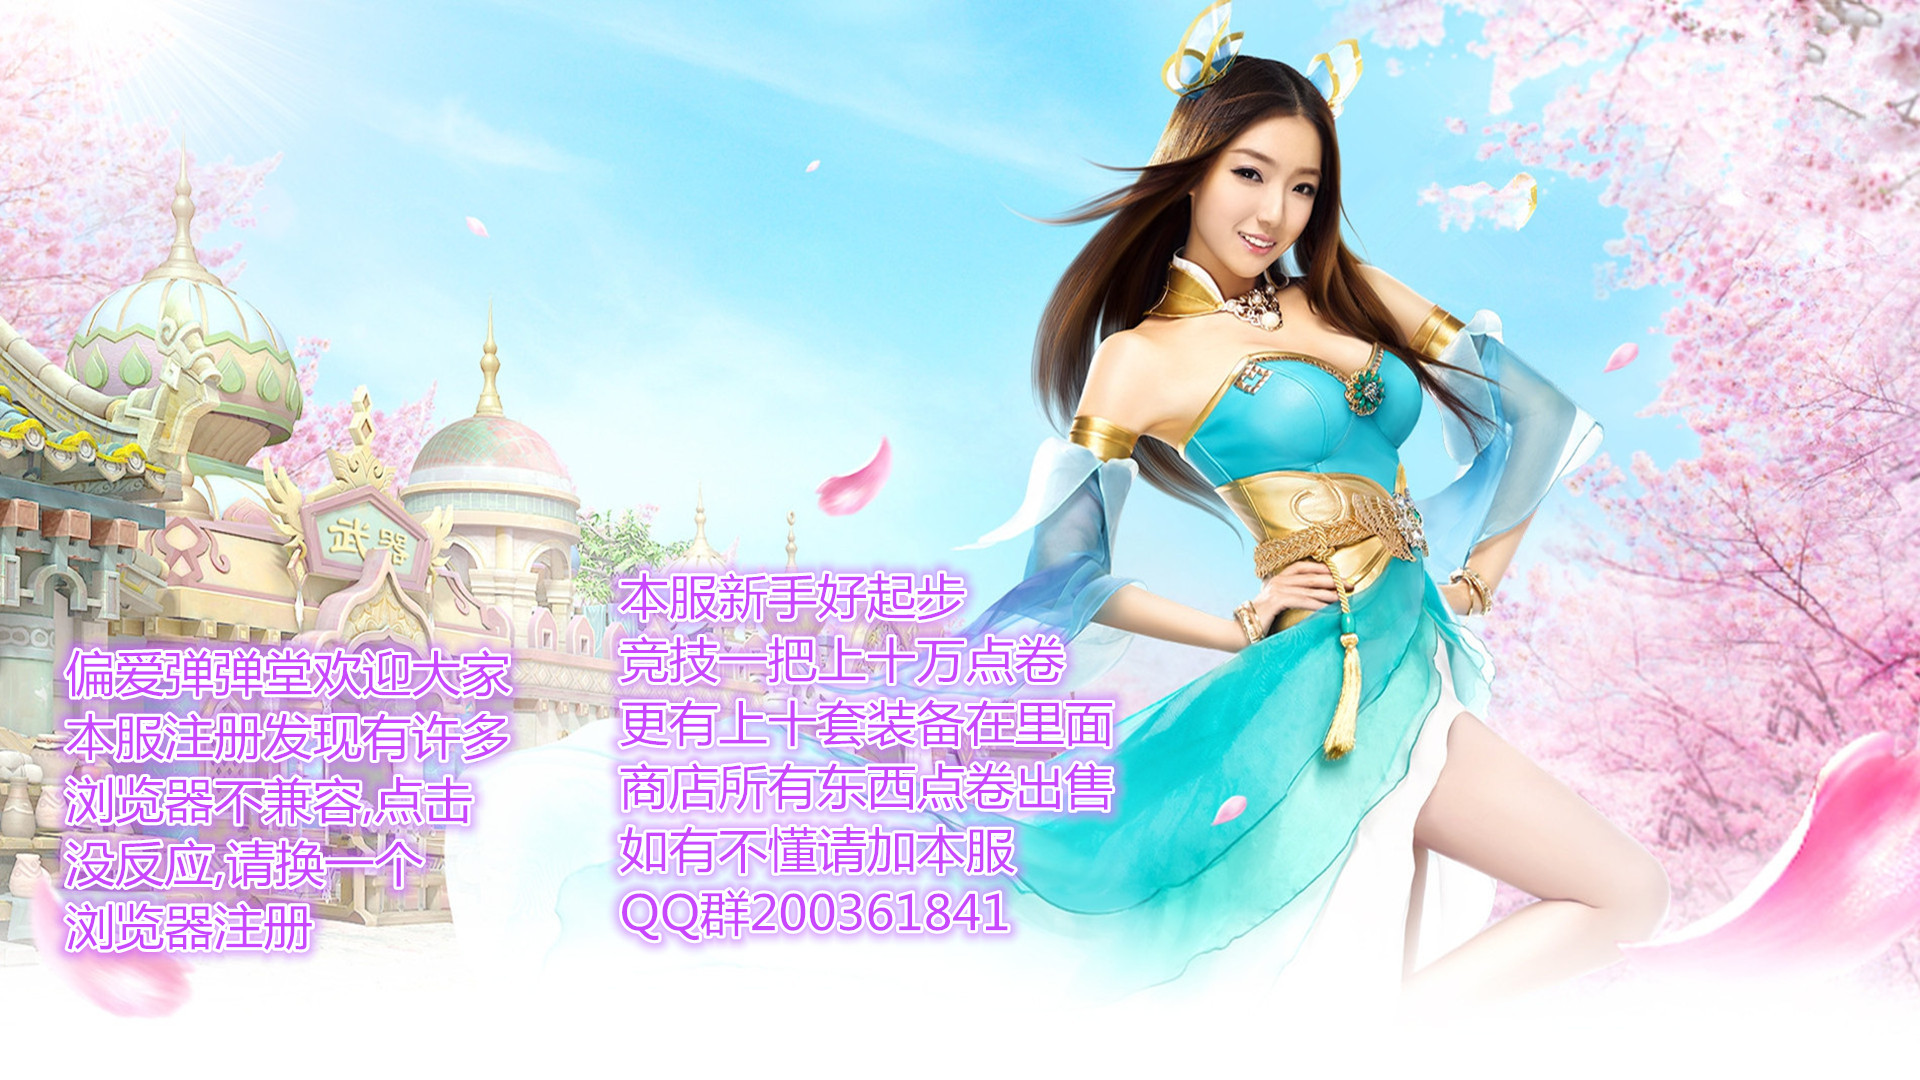 武器
偏爱弹弹堂欢迎大家
本服注册发现有许多
浏览器不兼容,点击
没反应,请换一个
浏览器注册
本服新手好起步
竞技一把上十万点卷
更有上十套装备在里面
商店所有东西点卷出售
如有不懂请加本服
QQ群200361841